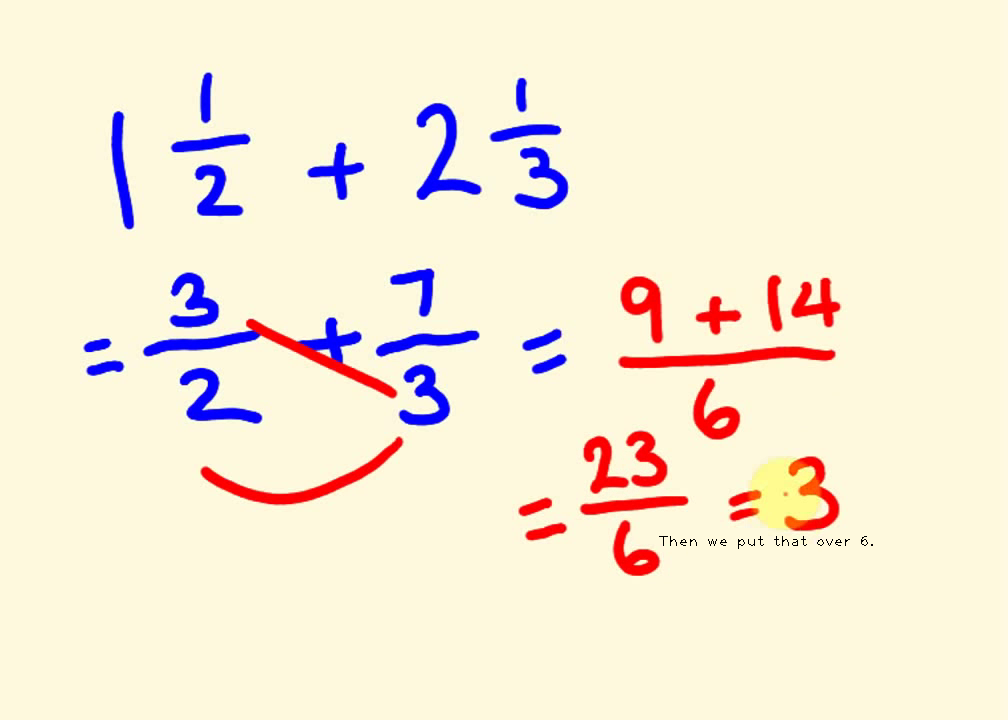 1 1/2 + 2 1/3
= 3/2 + 7/3 = 9 + 14/6
= 23/6 = 3
Then we put that over 6.